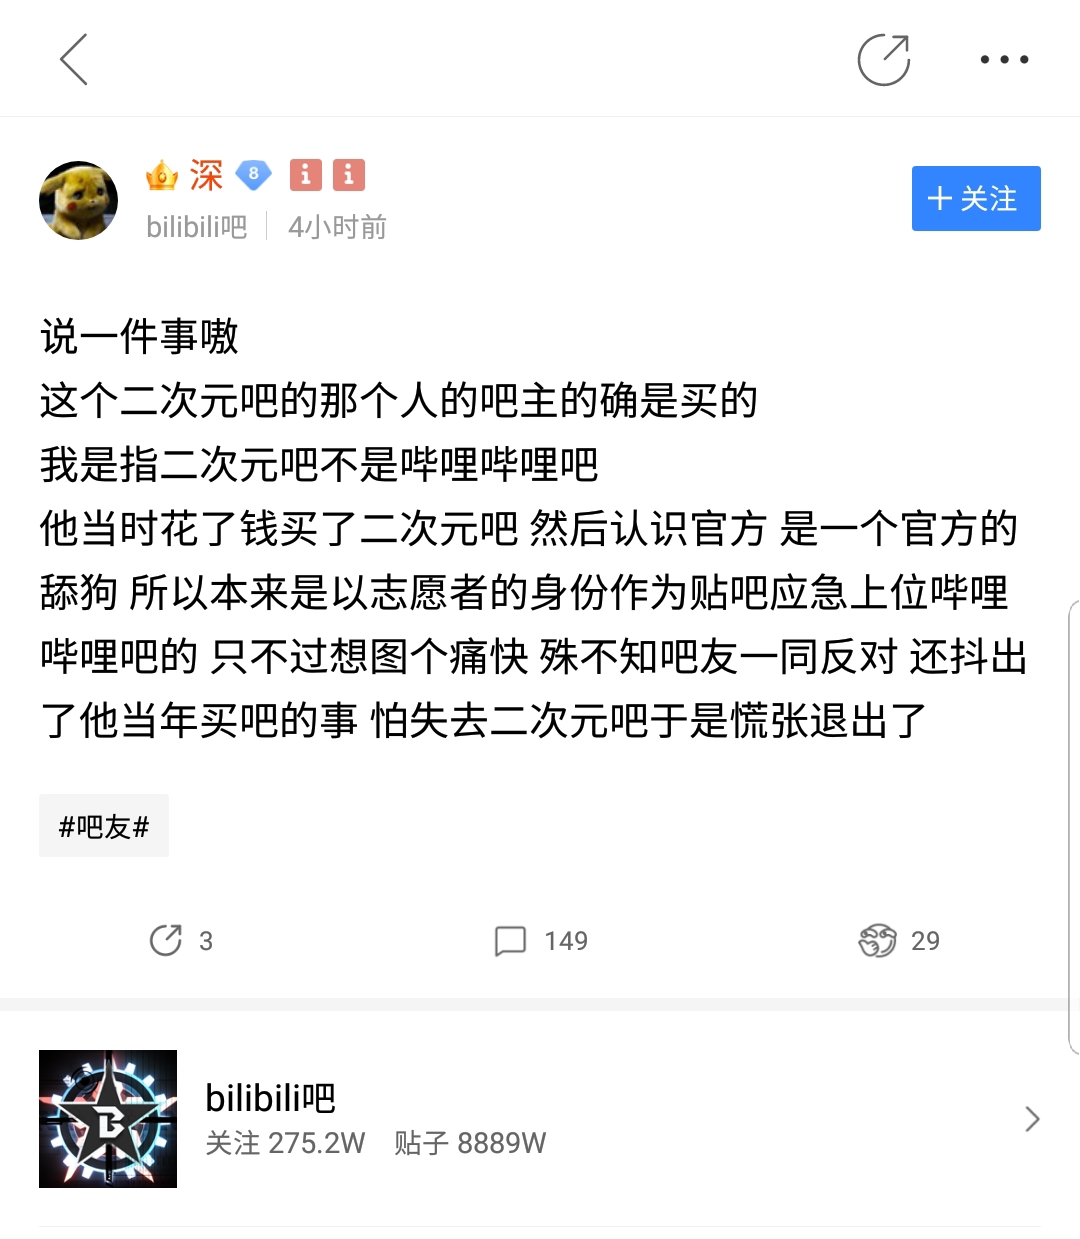 深 8
bilibili吧 4小时前
关注
说一件事嗷
这个二次元吧的那个人的吧主的确是买的
我是指二次元吧不是哔哩哔哩吧
他当时花了钱买了二次元吧 然后认识官方 是一个官方的
舔狗 所以本来是以志愿者的身份作为贴吧应急上位哔哩
哔哩吧的 只不过想图个痛快 殊不知吧友一同反对 还抖出
了他当年买吧的事 怕失去二次元吧于是慌张退出了
#吧友#
3 149 29
B
bilibili吧
关注 275.2W 贴子 8889W